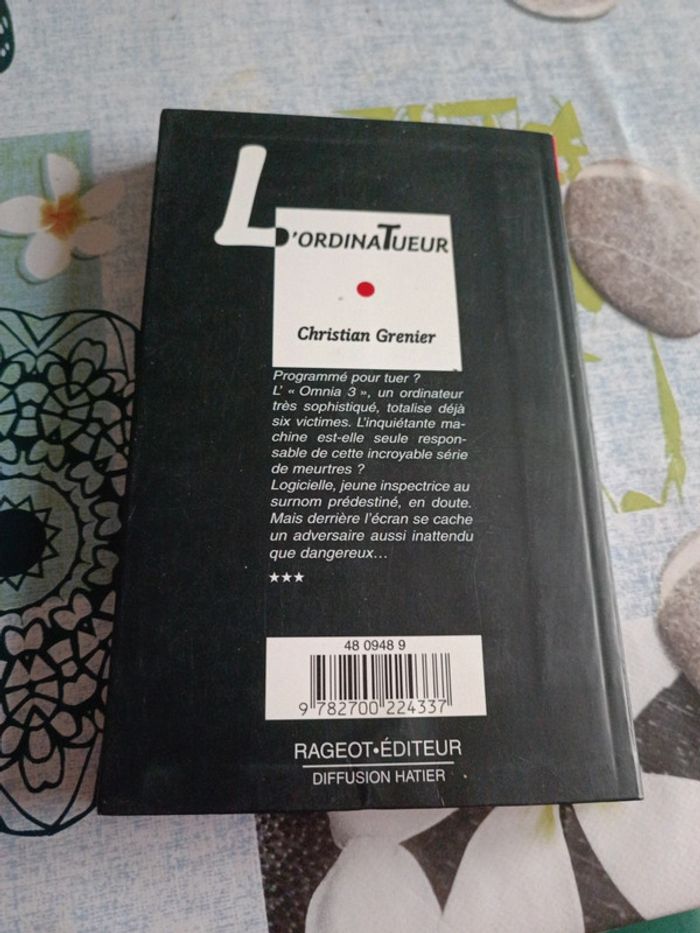 L'ORDINATUEUR
Christian Grenier
Programmé pour tuer ?
L' « Omnia 3 », un ordinateur
très sophistiqué, totalise déjà
six victimes. L'inquiétante ma-
chine est-elle seule respon-
sable de cette incroyable série
de meurtres ?
Logicielle, jeune inspectrice au
surnom prédestiné, en doute.
Mais derrière l'écran se cache
un adversaire aussi inattendu
que dangereux...
★★★
48 0948 9
9 782700 224337
RAGEOT•ÉDITEUR
DIFFUSION HATIER